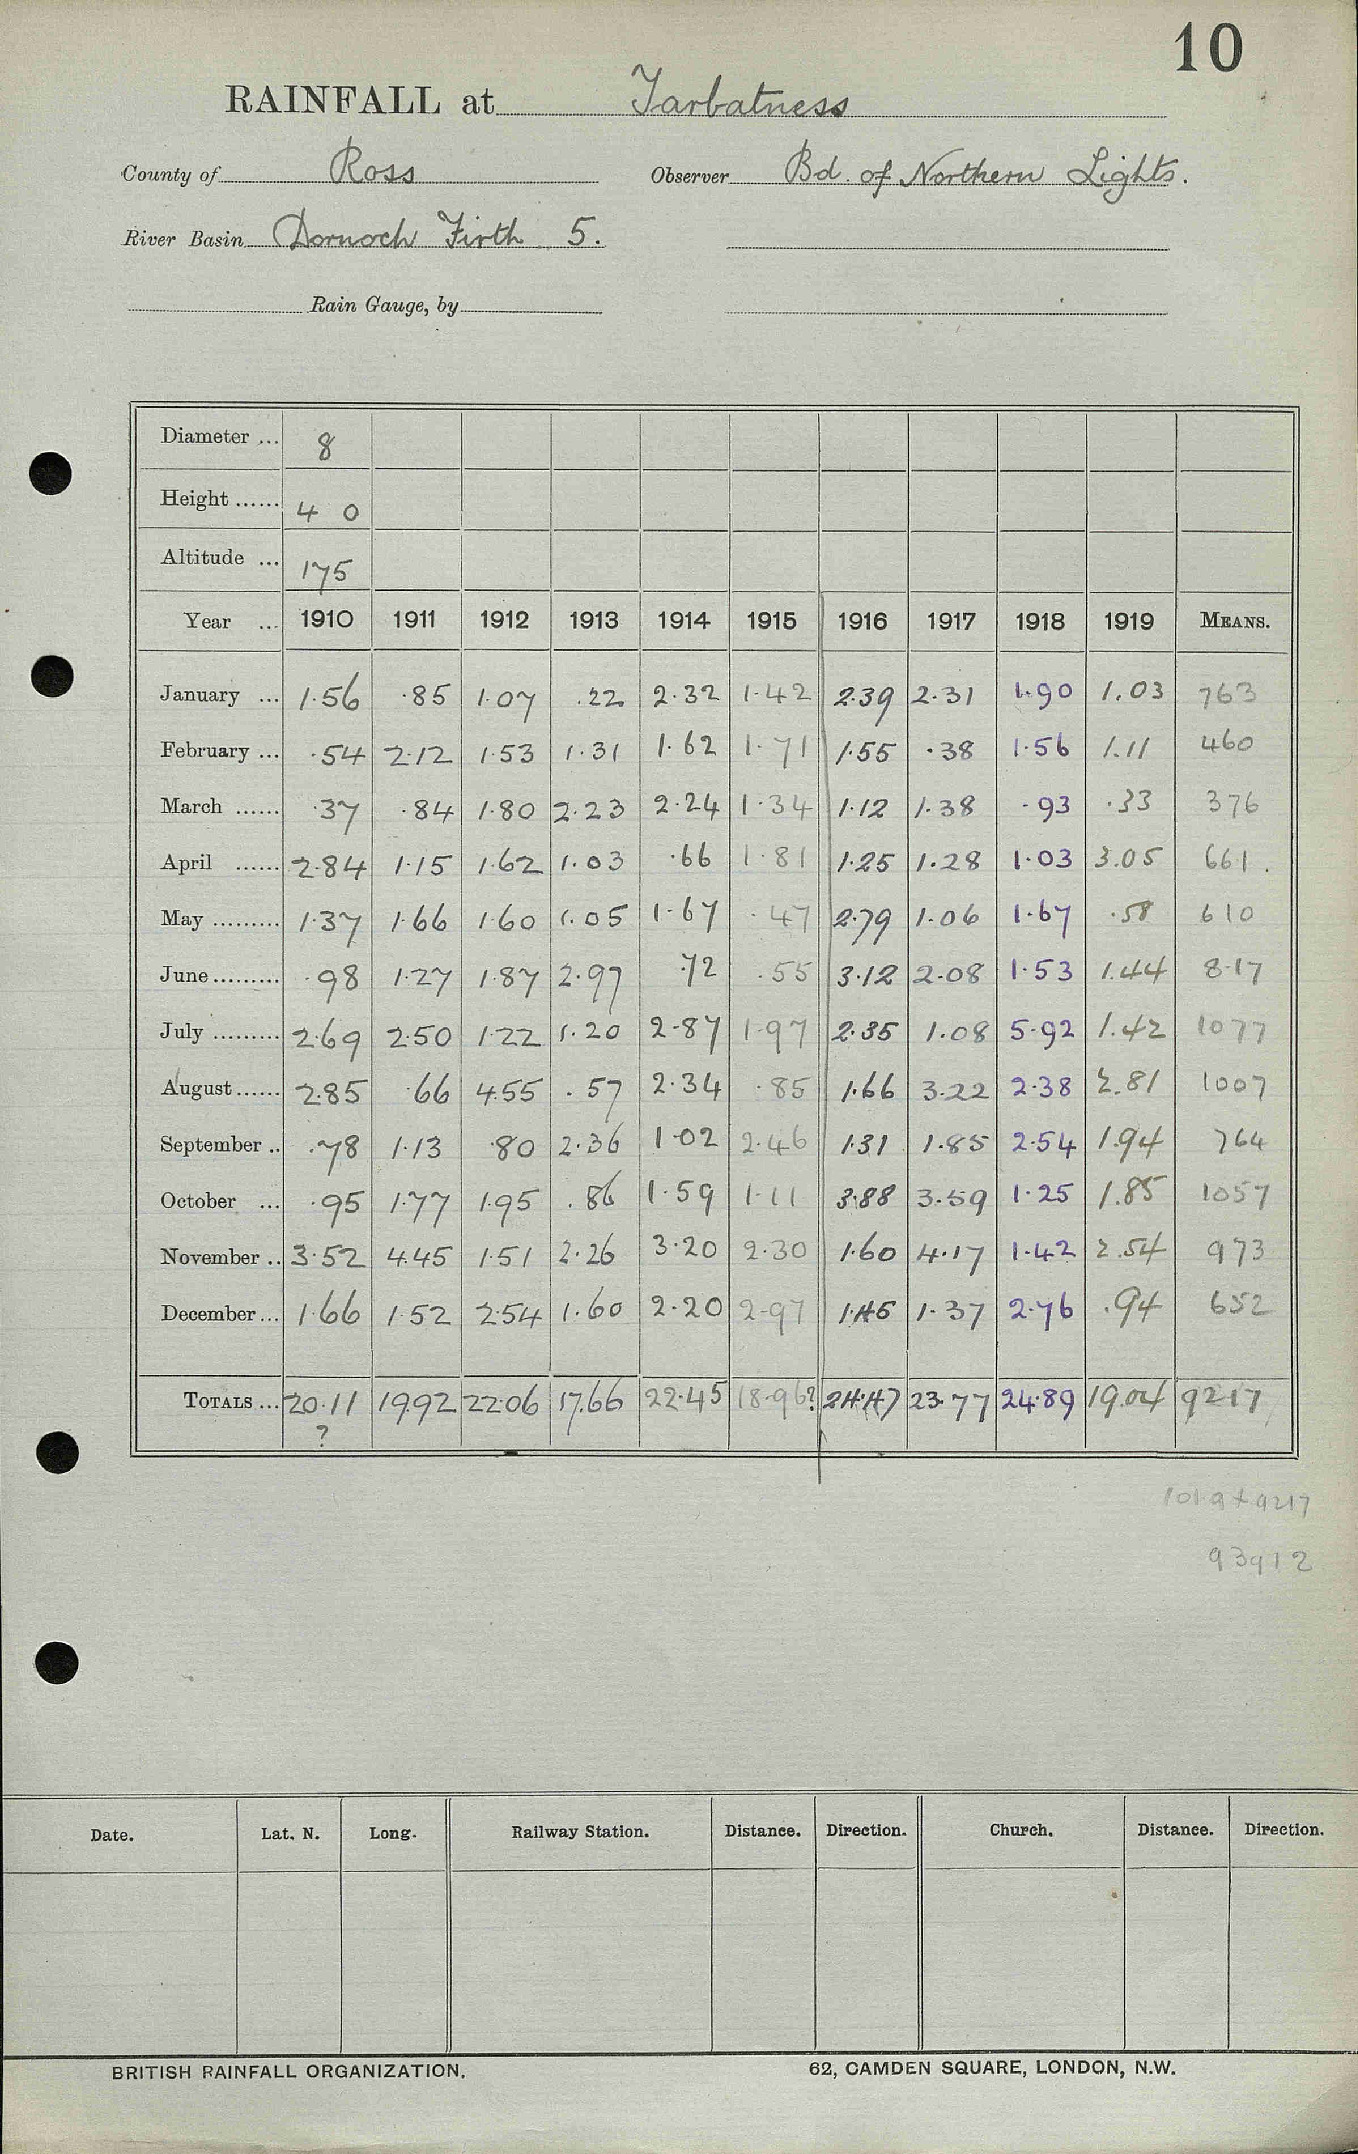 10
RAINFALL at Tarbatness
County of Ross Observer Bd. of Northern Lights.
River Basin Dornoch Firth 5.
Rain Gauge, by
Diameter ... 8
Height ...... 4 0
Altitude ... 175
Year ... 1910 1911 1912 1913 1914 1915 1916 1917 1918 1919 MEANS.
January ... 1.56 .85 1.07 .22 2.32 1.42 2.39 2.31 1.90 1.03 763
February ... .54 2.12 1.53 1.31 1.62 1.71 1.55 .38 1.56 1.11 460
March ...... .37 .84 1.80 2.23 2.24 1.34 1.12 1.38 .93 .33 376
April ...... 2.84 1.15 1.62 1.03 .66 1.81 1.25 1.28 1.03 3.05 661.
May ......... 1.37 1.66 1.60 1.05 1.67 .47 2.79 1.06 1.67 .58 610
June ......... .98 1.27 1.87 2.97 .72 .55 3.12 2.08 1.53 1.44 8.17
July ......... 2.69 2.50 1.22 1.20 2.87 1.97 2.35 1.08 5.92 1.42 1077
August ...... 2.85 .66 4.55 .57 2.34 .85 1.66 3.22 2.38 2.81 1007
September .. .78 1.13 .80 2.36 1.02 2.46 1.31 1.85 2.54 1.94 764
October ... .95 1.77 1.95 .86 1.59 1.11 3.88 3.59 1.25 1.85 1057
November .. 3.52 4.45 1.51 2.26 3.20 2.30 1.60 4.17 1.42 2.54 973
December ... 1.66 1.52 2.54 1.60 2.20 2.97 1.45 1.37 2.76 .94 652
TOTALS ... 20.11 19.92 22.06 17.66 22.45 18.96? 24.47 23.77 24.89 19.04 9217
?
9217
93912
Date. Lat. N. Long. Railway Station. Distance. Direction. Church. Distance. Direction.
BRITISH RAINFALL ORGANIZATION. 62, CAMDEN SQUARE, LONDON, N.W.